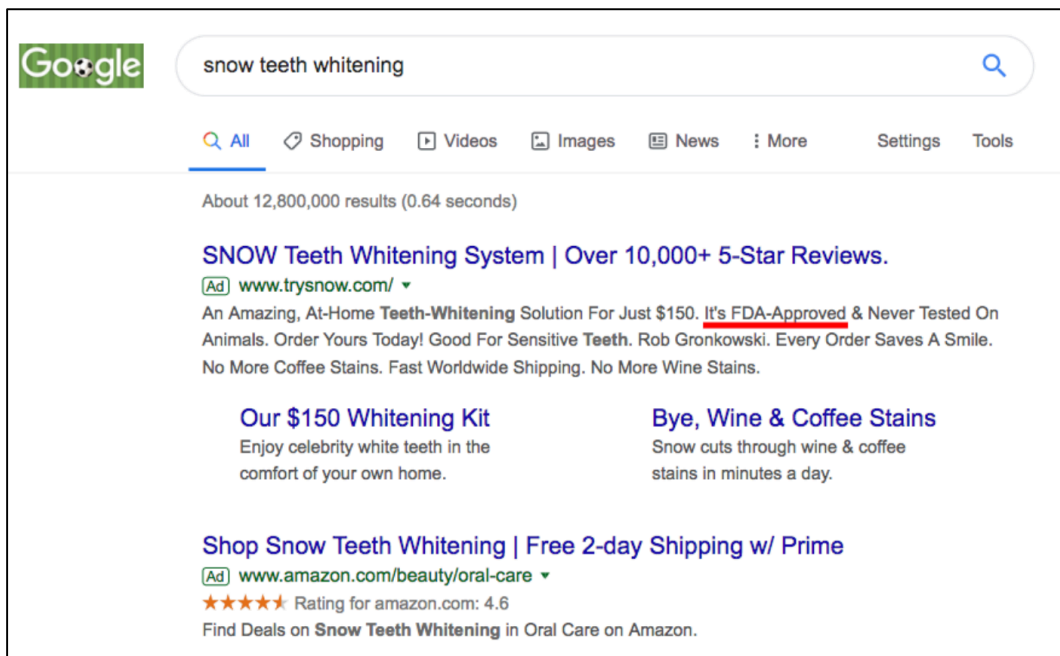 Google
snow teeth whitening
All Shopping Videos Images News More Settings Tools
About 12,800,000 results (0.64 seconds)
SNOW Teeth Whitening System | Over 10,000+ 5-Star Reviews.
Ad www.trysnow.com/
An Amazing, At-Home Teeth-Whitening Solution For Just $150. It's FDA-Approved & Never Tested On
Animals. Order Yours Today! Good For Sensitive Teeth. Rob Gronkowski. Every Order Saves A Smile.
No More Coffee Stains. Fast Worldwide Shipping. No More Wine Stains.
Our $150 Whitening Kit
Enjoy celebrity white teeth in the
comfort of your own home.
Bye, Wine & Coffee Stains
Snow cuts through wine & coffee
stains in minutes a day.
Shop Snow Teeth Whitening | Free 2-day Shipping w/ Prime
Ad www.amazon.com/beauty/oral-care
Rating for amazon.com: 4.6
Find Deals on Snow Teeth Whitening in Oral Care on Amazon.